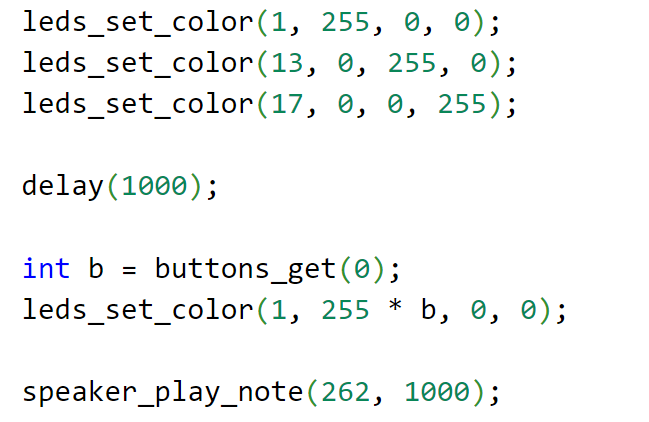 leds_set_color(1, 255, 0, 0);
leds_set_color(13, 0, 255, 0);
leds_set_color(17, 0, 0, 255);
delay(1000);
int b = buttons_get(0);
leds_set_color(1, 255 * b, 0, 0);
speaker_play_note(262, 1000);